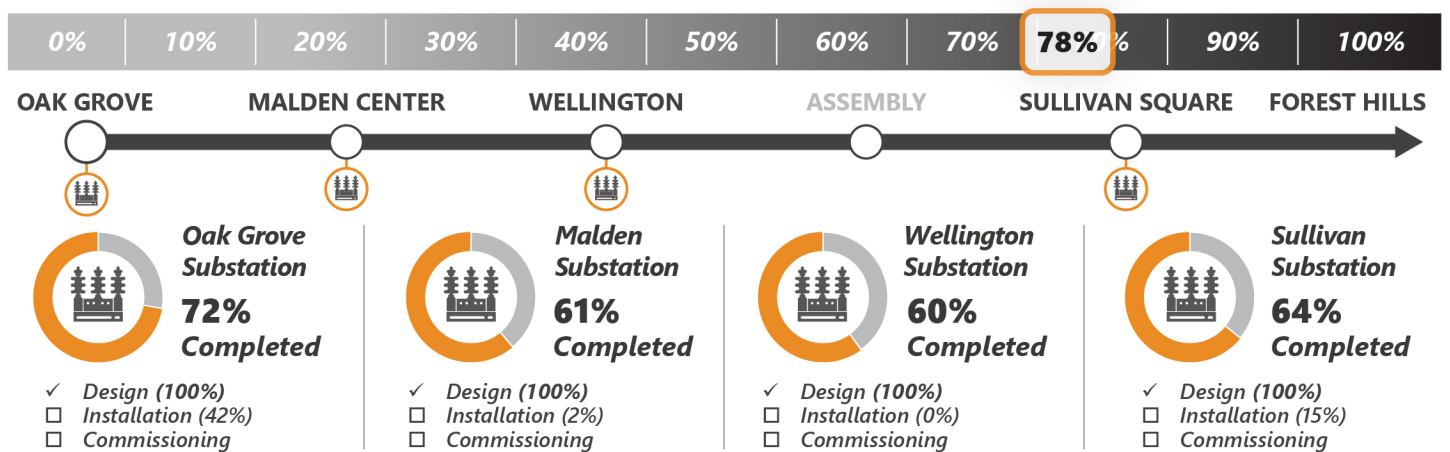 0% 10% 20% 30% 40% 50% 60% 70% 78% 90% 100%
OAK GROVE MALDEN CENTER WELLINGTON ASSEMBLY SULLIVAN SQUARE FOREST HILLS
Oak Grove
Substation
72%
Completed
✓ Design (100%)
☐ Installation (42%)
☐ Commissioning
Malden
Substation
61%
Completed
✓ Design (100%)
☐ Installation (2%)
☐ Commissioning
Wellington
Substation
60%
Completed
✓ Design (100%)
☐ Installation (0%)
☐ Commissioning
Sullivan
Substation
64%
Completed
✓ Design (100%)
☐ Installation (15%)
☐ Commissioning